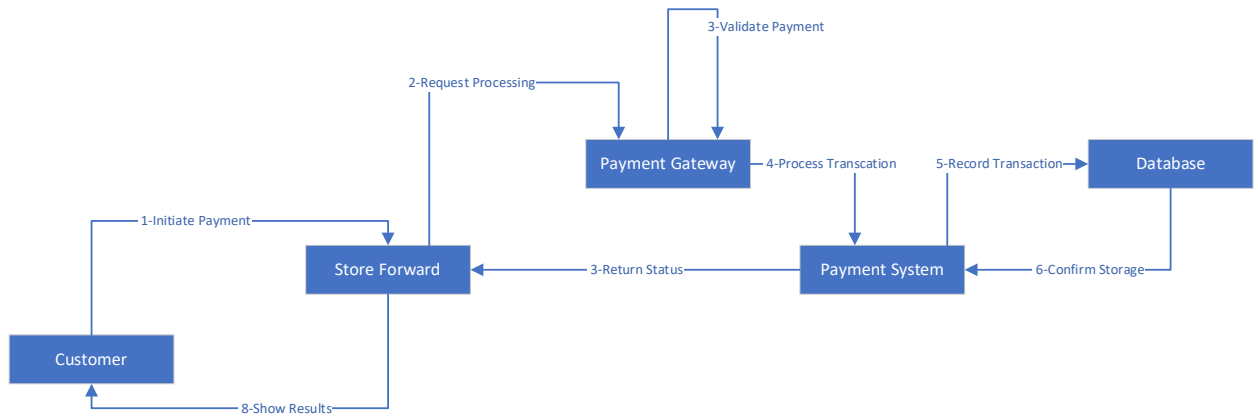 3-Validate Payment
2-Request Processing
Payment Gateway
4-Process Transcation
5-Record Transaction
Database
1-Initiate Payment
Store Forward
3-Return Status
Payment System
6-Confirm Storage
Customer
8-Show Results